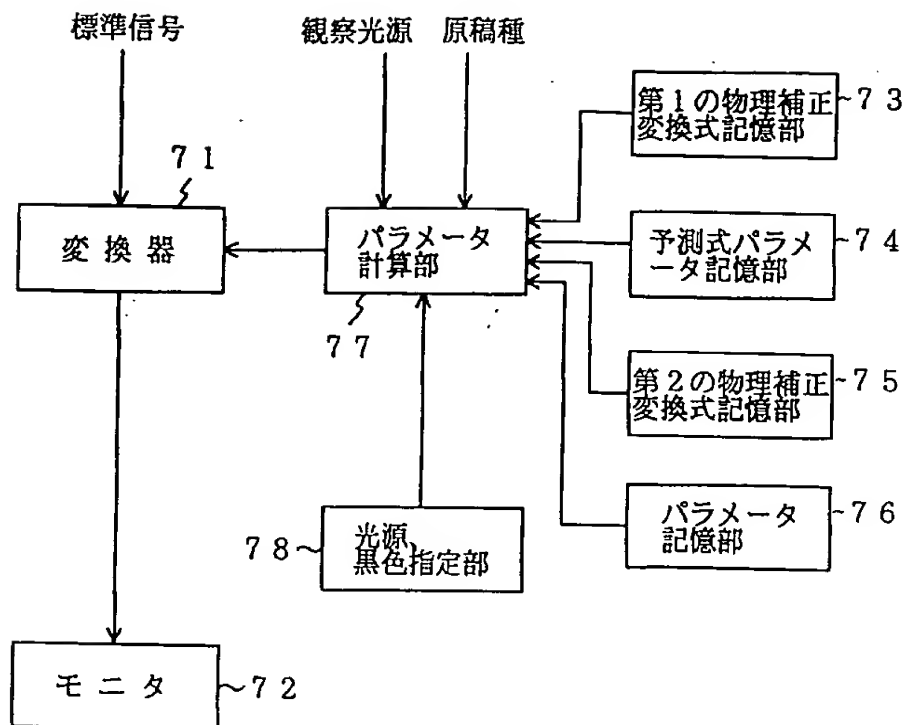 標準信号
観察光源 原稿種
第1の物理補正
変換式記憶部
73
71
変換器
パラメータ
計算部
77
予測式パラメ
ータ記憶部
74
第2の物理補正
変換式記憶部
75
パラメータ
記憶部
76
78
光源、
黒色指定部
モニタ
72